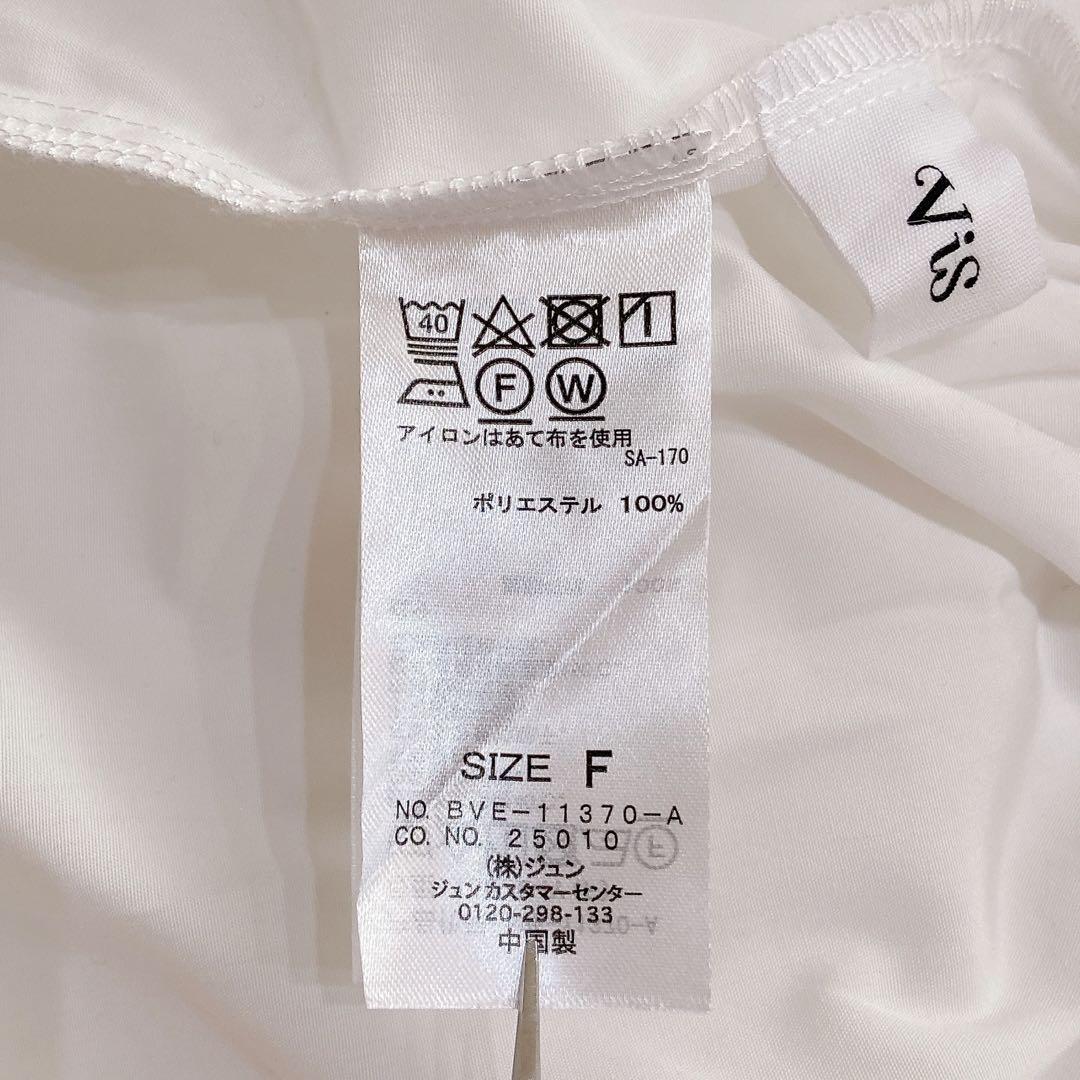 ViS
40
F W
アイロンはあて布を使用
SA-170
ポリエステル 100%
SIZE F
NO. BVE-11370-A
CO. NO. 25010
(株)ジュン
ジュンカスタマーセンター
0120-298-133
中国製